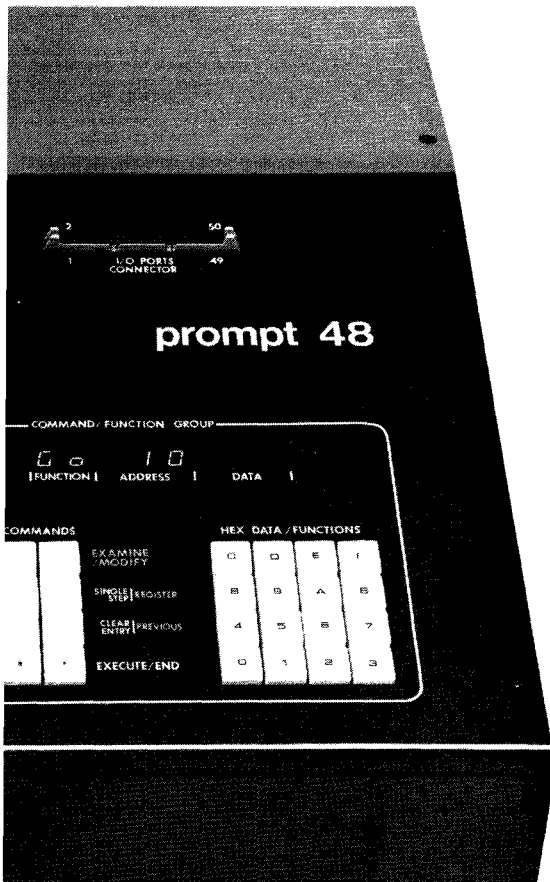 2 50
1 I/O PORTS 49
CONNECTOR
prompt 48
COMMAND/FUNCTION GROUP
Go 10
FUNCTION ADDRESS DATA
COMMANDS HEX DATA/FUNCTIONS
EXAMINE
/MODIFY
C D E
SINGLE
STEP REGISTER
9 A
CLEAR
ENTRY PREVIOUS
4 5 6 7
EXECUTE/END
0 1 2 3